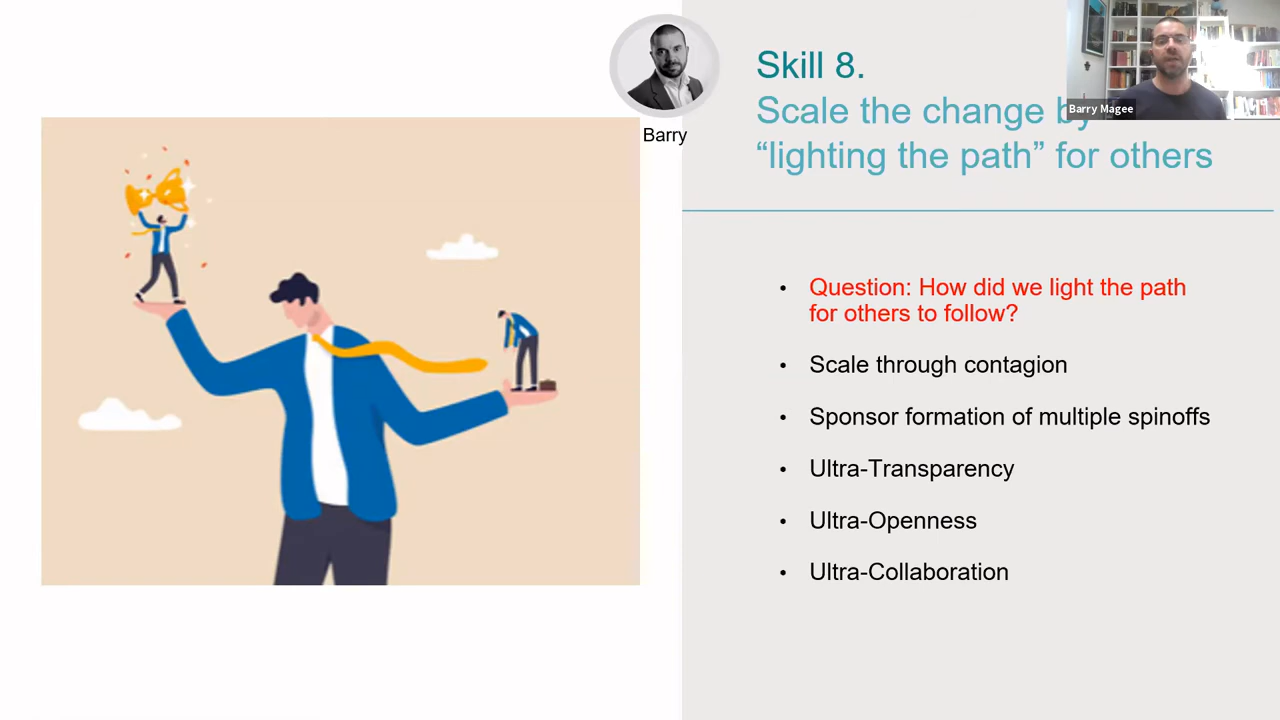 Barry
Skill 8.
Scale the change by
“lighting the path” for others
Barry Magee
• Question: How did we light the path
for others to follow?
• Scale through contagion
• Sponsor formation of multiple spinoffs
• Ultra-Transparency
• Ultra-Openness
• Ultra-Collaboration